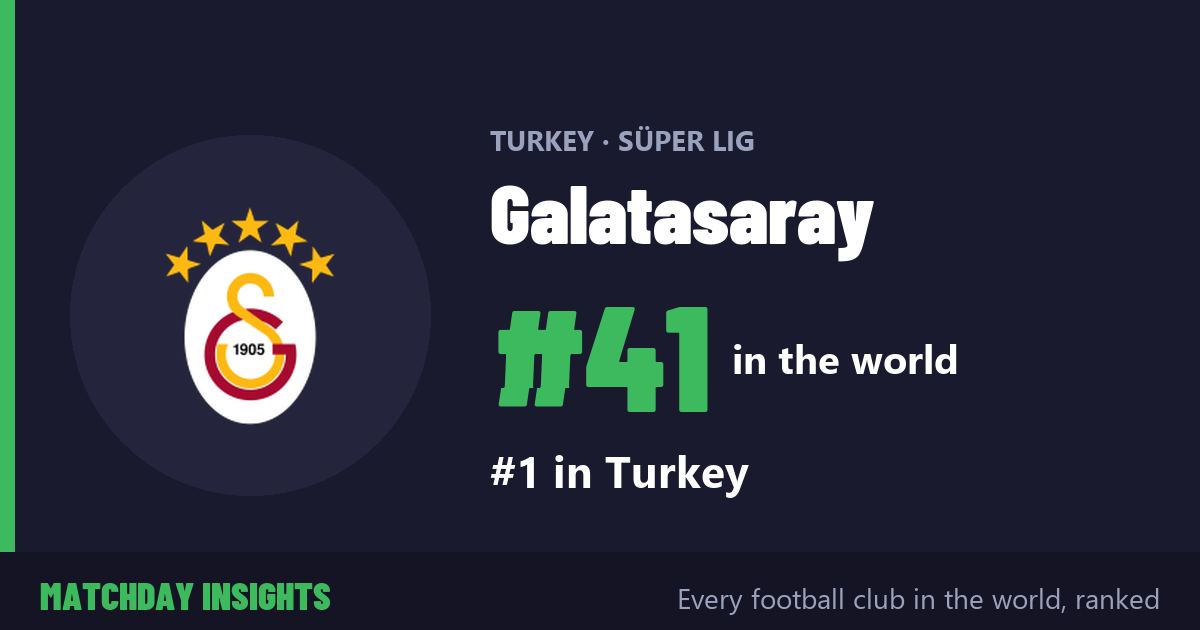 TURKEY · SÜPER LIG
Galatasaray
1905
#41 in the world
#1 in Turkey
MATCHDAY INSIGHTS
Every football club in the world, ranked